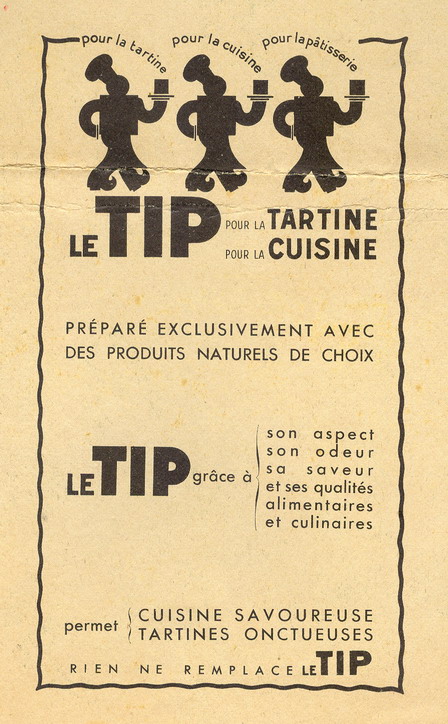 pour la tartine pour la cuisine pour la pâtisserie
LE TIP POUR LA TARTINE
POUR LA CUISINE
PRÉPARÉ EXCLUSIVEMENT AVEC
DES PRODUITS NATURELS DE CHOIX
LE TIP grâce à
son aspect
son odeur
sa saveur
et ses qualités
alimentaires
et culinaires
permet
CUISINE SAVOUREUSE
TARTINES ONCTUEUSES
RIEN NE REMPLACE LE TIP